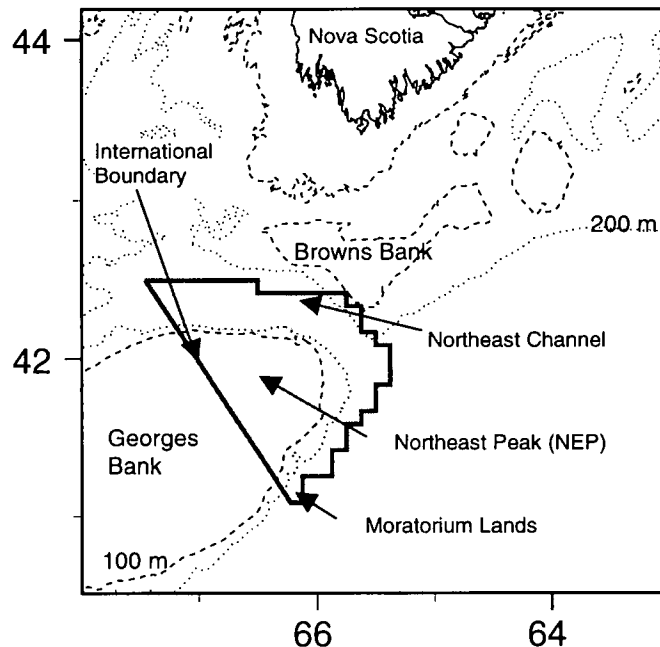 44
Nova Scotia
International
Boundary
200 m
Browns Bank
Northeast Channel
42
Georges
Bank
Northeast Peak (NEP)
Moratorium Lands
100 m
66
64